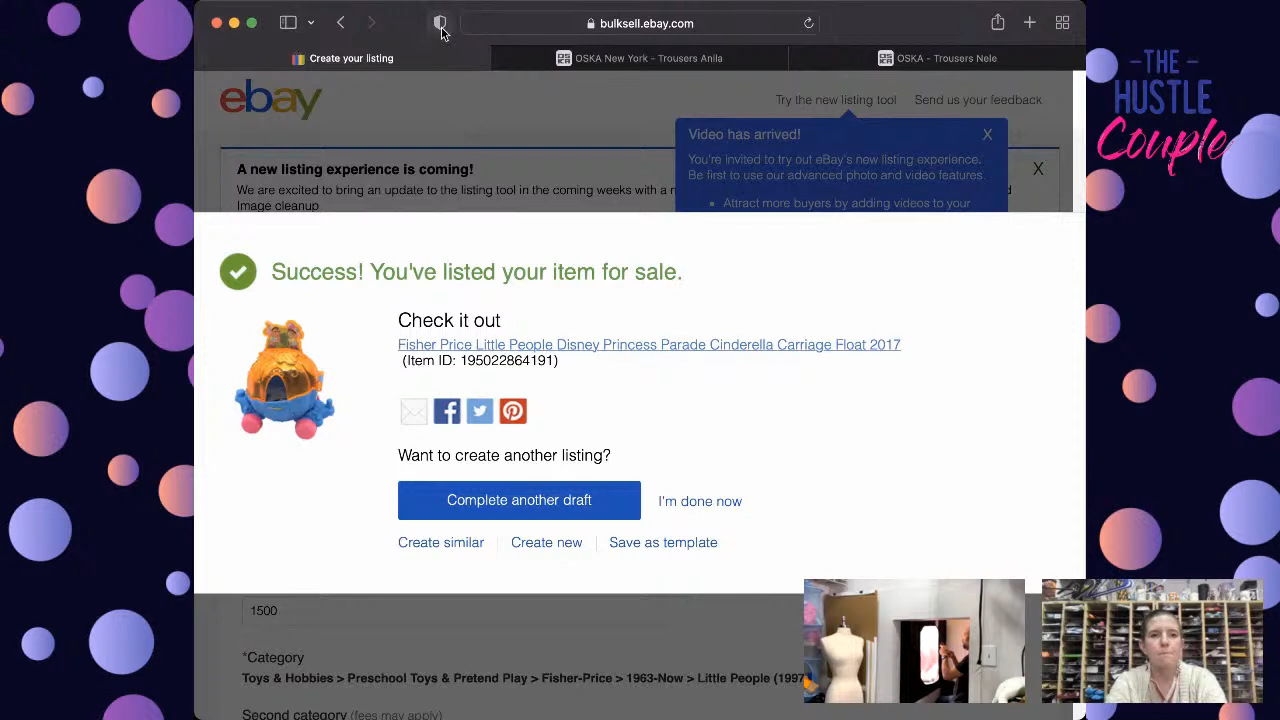 bulksell.ebay.com
Create your listing
OSKA New York - Trousers Anila
OSKA - Trousers Nele
ebay
Try the new listing tool
Send us your feedback
Video has arrived!
X
You're invited to try out eBay's new listing experience.
Be first to use our advanced photo and video features.
Attract more buyers by adding videos to your
A new listing experience is coming!
X
We are excited to bring an update to the listing tool in the coming weeks with a
Image cleanup
Success! You've listed your item for sale.
Check it out
Fisher Price Little People Disney Princess Parade Cinderella Carriage Float 2017
(Item ID: 195022864191)
Want to create another listing?
Complete another draft
I'm done now
Create similar
Create new
Save as template
1500
*Category
Toys & Hobbies > Preschool Toys & Pretend Play > Fisher-Price > 1963-Now > Little People (1997
Second category (fees may apply)
-THE-
HUSTLE
Couple